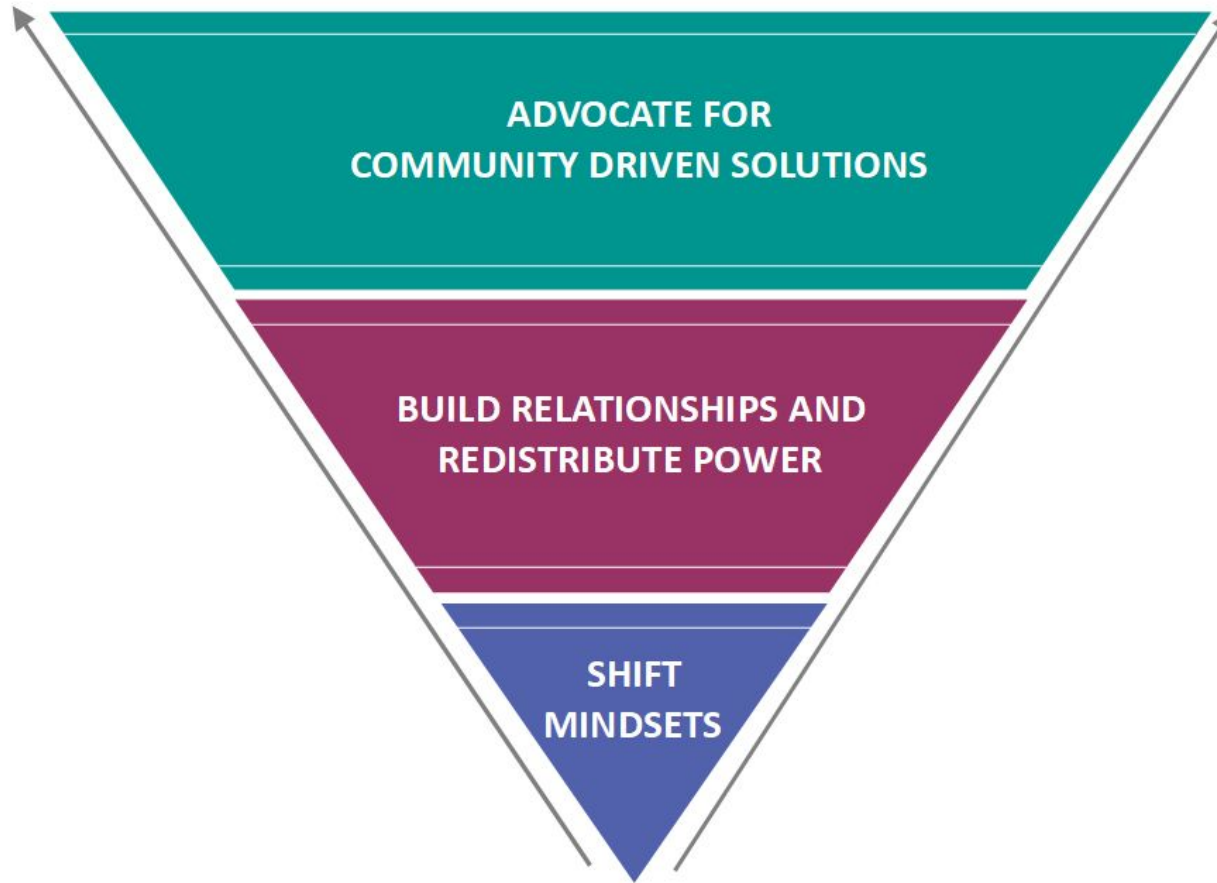 ADVOCATE FOR
COMMUNITY DRIVEN SOLUTIONS
BUILD RELATIONSHIPS AND
REDISTRIBUTE POWER
SHIFT
MINDSETS